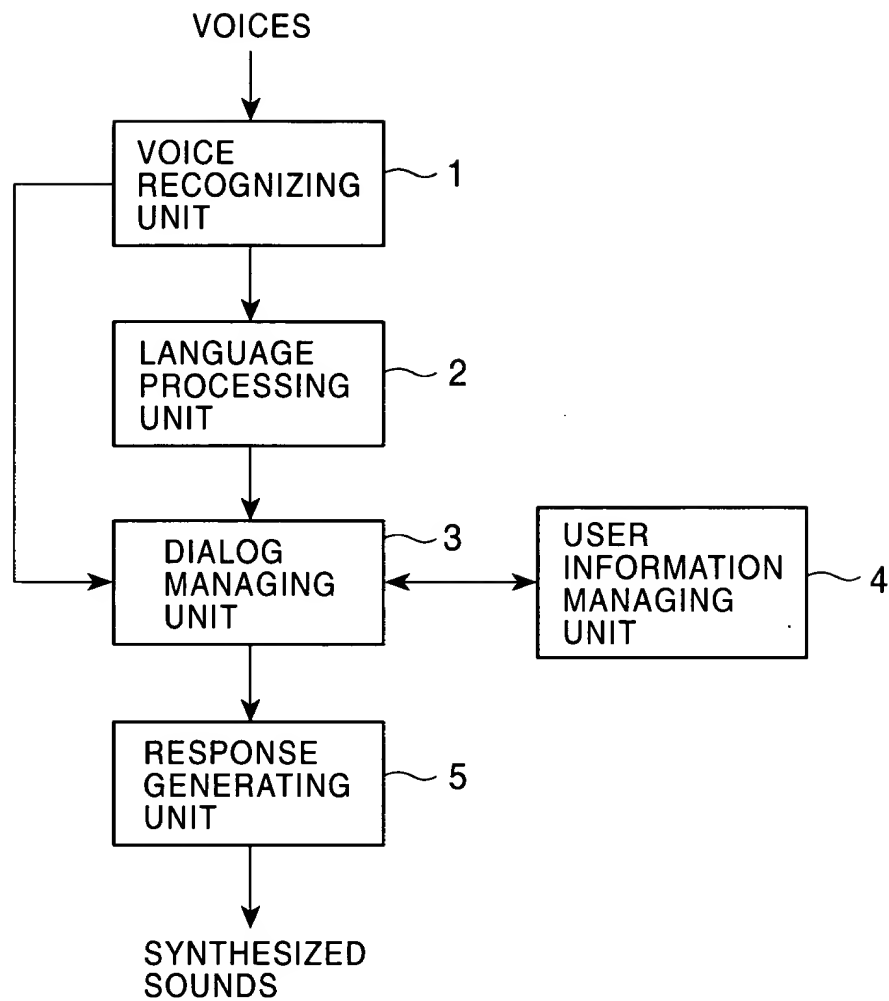 VOICES
VOICE
RECOGNIZING
UNIT
1
LANGUAGE
PROCESSING
UNIT
2
DIALOG
MANAGING
UNIT
3
USER
INFORMATION
MANAGING
UNIT
4
RESPONSE
GENERATING
UNIT
5
SYNTHESIZED
SOUNDS